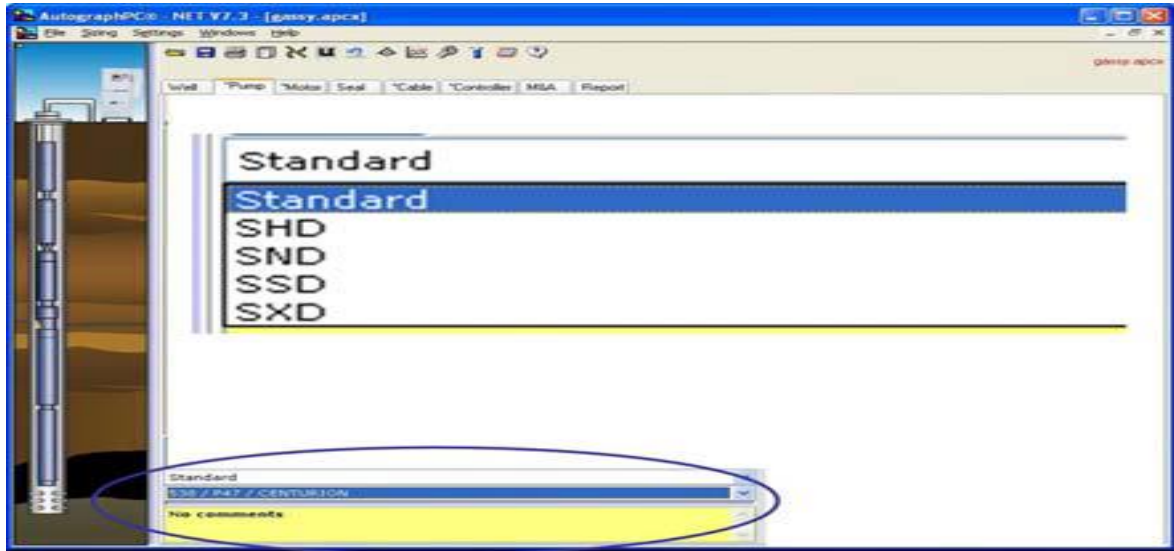 AutographPC® - .NET V7.3 - [gassy.apcx]
File Sizing Settings Windows Help
gassy.apcx
Well *Pump *Motor Seal *Cable *Controller M&A Report
Standard
Standard
SHD
SND
SSD
SXD
Standard
538 / P47 / CENTURION
No comments